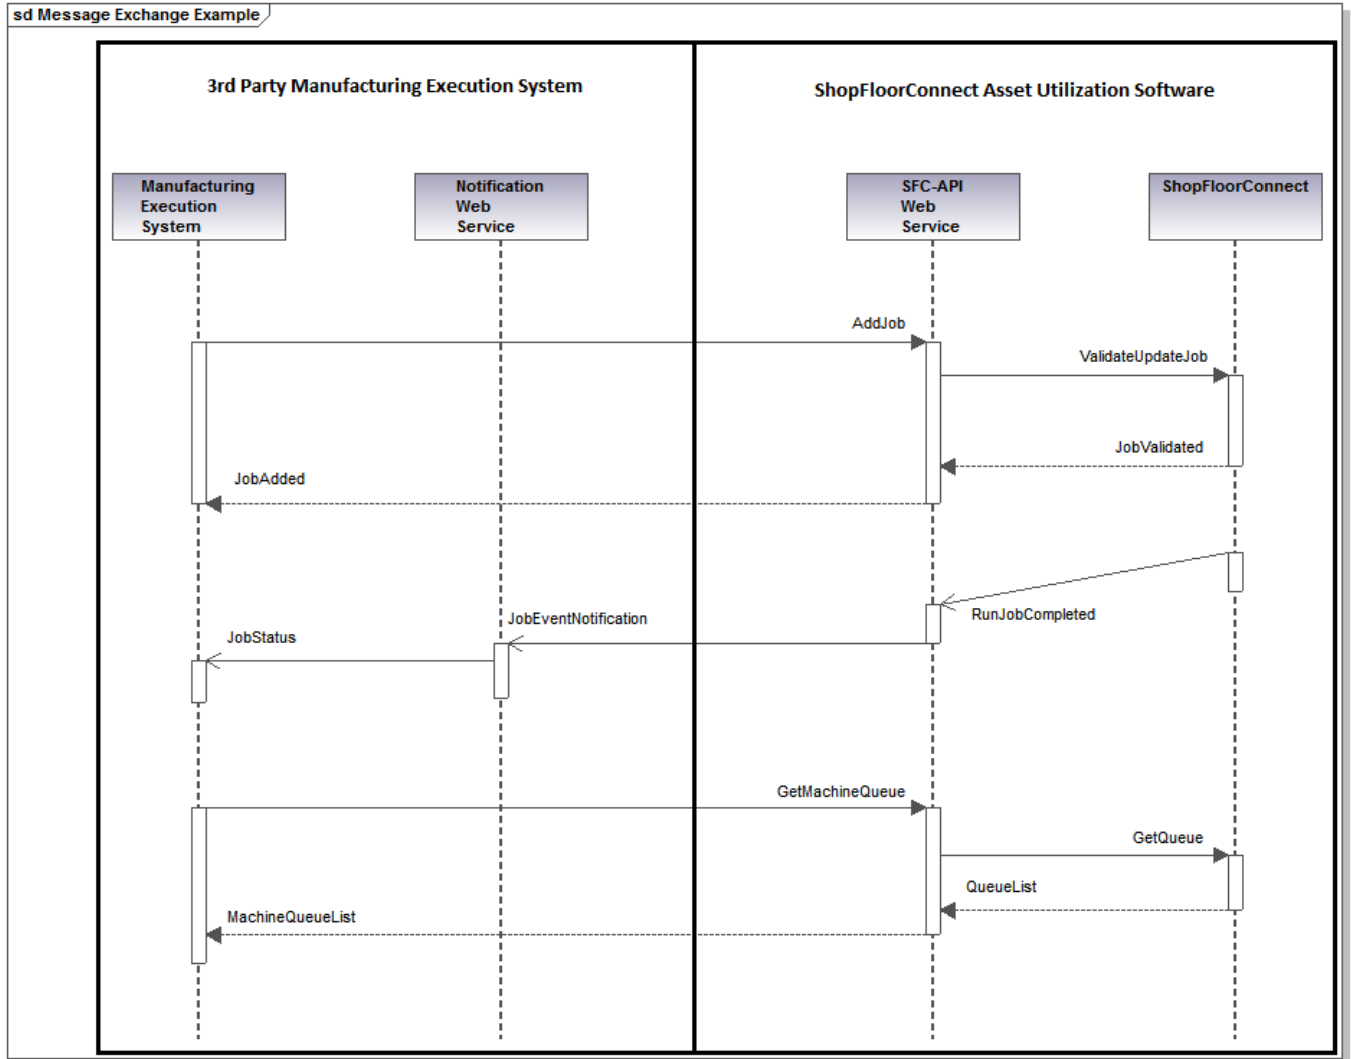 sd Message Exchange Example
3rd Party Manufacturing Execution System
ShopFloorConnect Asset Utilization Software
Manufacturing
Execution
System
Notification
Web
Service
SFC-API
Web
Service
ShopFloorConnect
AddJob
ValidateUpdateJob
JobValidated
JobAdded
RunJobCompleted
JobEventNotification
JobStatus
GetMachineQueue
GetQueue
QueueList
MachineQueueList